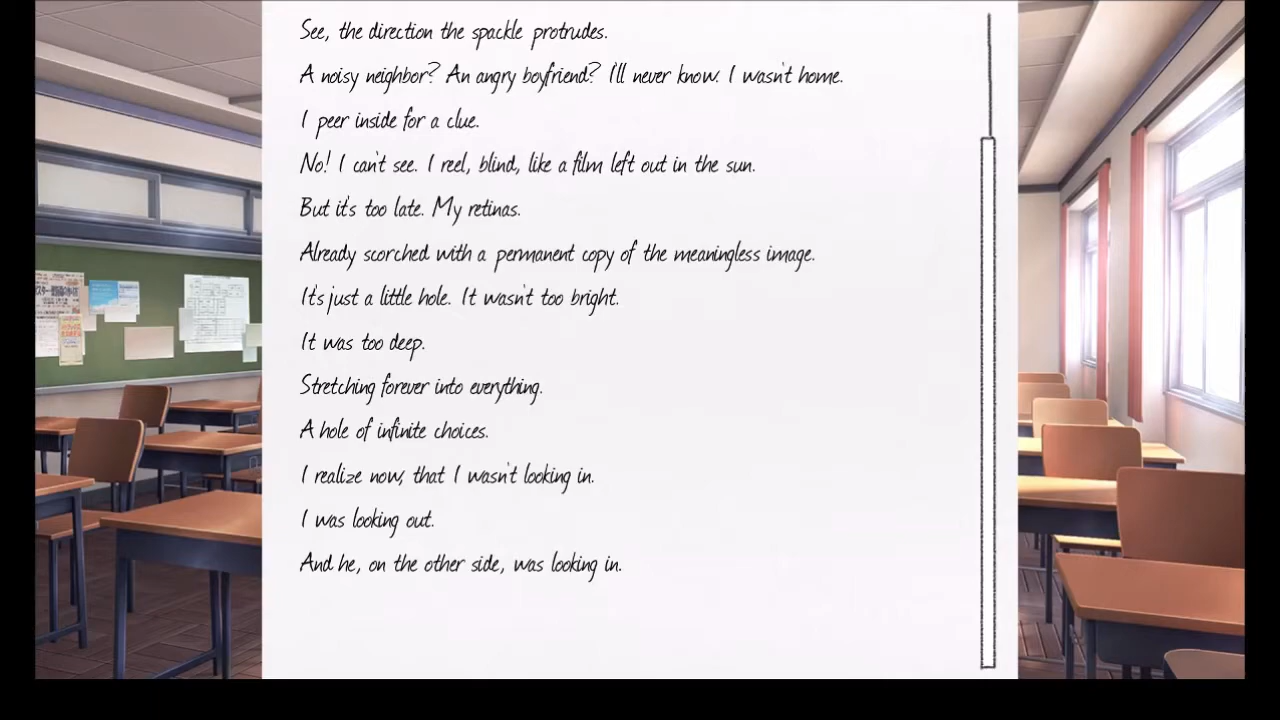 See, the direction the spackle protrudes.
A noisy neighbor? An angry boyfriend? I'll never know. I wasn't home.
I peer inside for a clue.
No! I can't see. I reel, blind, like a film left out in the sun.
But it's too late. My retinas.
Already scorched with a permanent copy of the meaningless image.
It's just a little hole. It wasn't too bright.
It was too deep.
Stretching forever into everything.
A hole of infinite choices.
I realize now, that I wasn't looking in.
I was looking out.
And he, on the other side, was looking in.